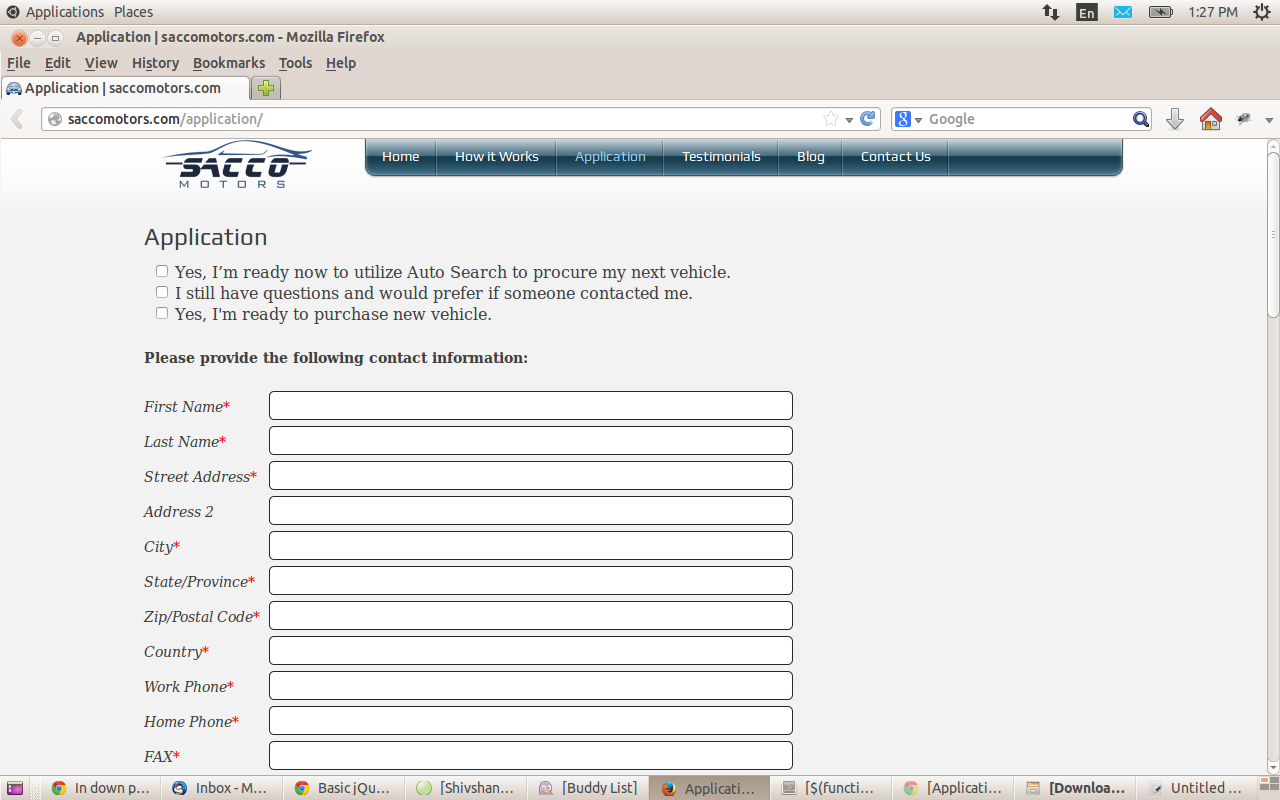 Applications Places En 1:27 PM
Application | saccomotors.com - Mozilla Firefox
File Edit View History Bookmarks Tools Help
Application | saccomotors.com
saccomotors.com/application/ 8 Google
SACCO
MOTORS
Home How it Works Application Testimonials Blog Contact Us
Application
Yes, I’m ready now to utilize Auto Search to procure my next vehicle.
I still have questions and would prefer if someone contacted me.
Yes, I'm ready to purchase new vehicle.
Please provide the following contact information:
First Name*
Last Name*
Street Address*
Address 2
City*
State/Province*
Zip/Postal Code*
Country*
Work Phone*
Home Phone*
FAX*
In down p... Inbox - M... Basic jQu... [Shivshan... [Buddy List] Applicati... [$(functi... [Applicati... [Downloa... Untitled ...